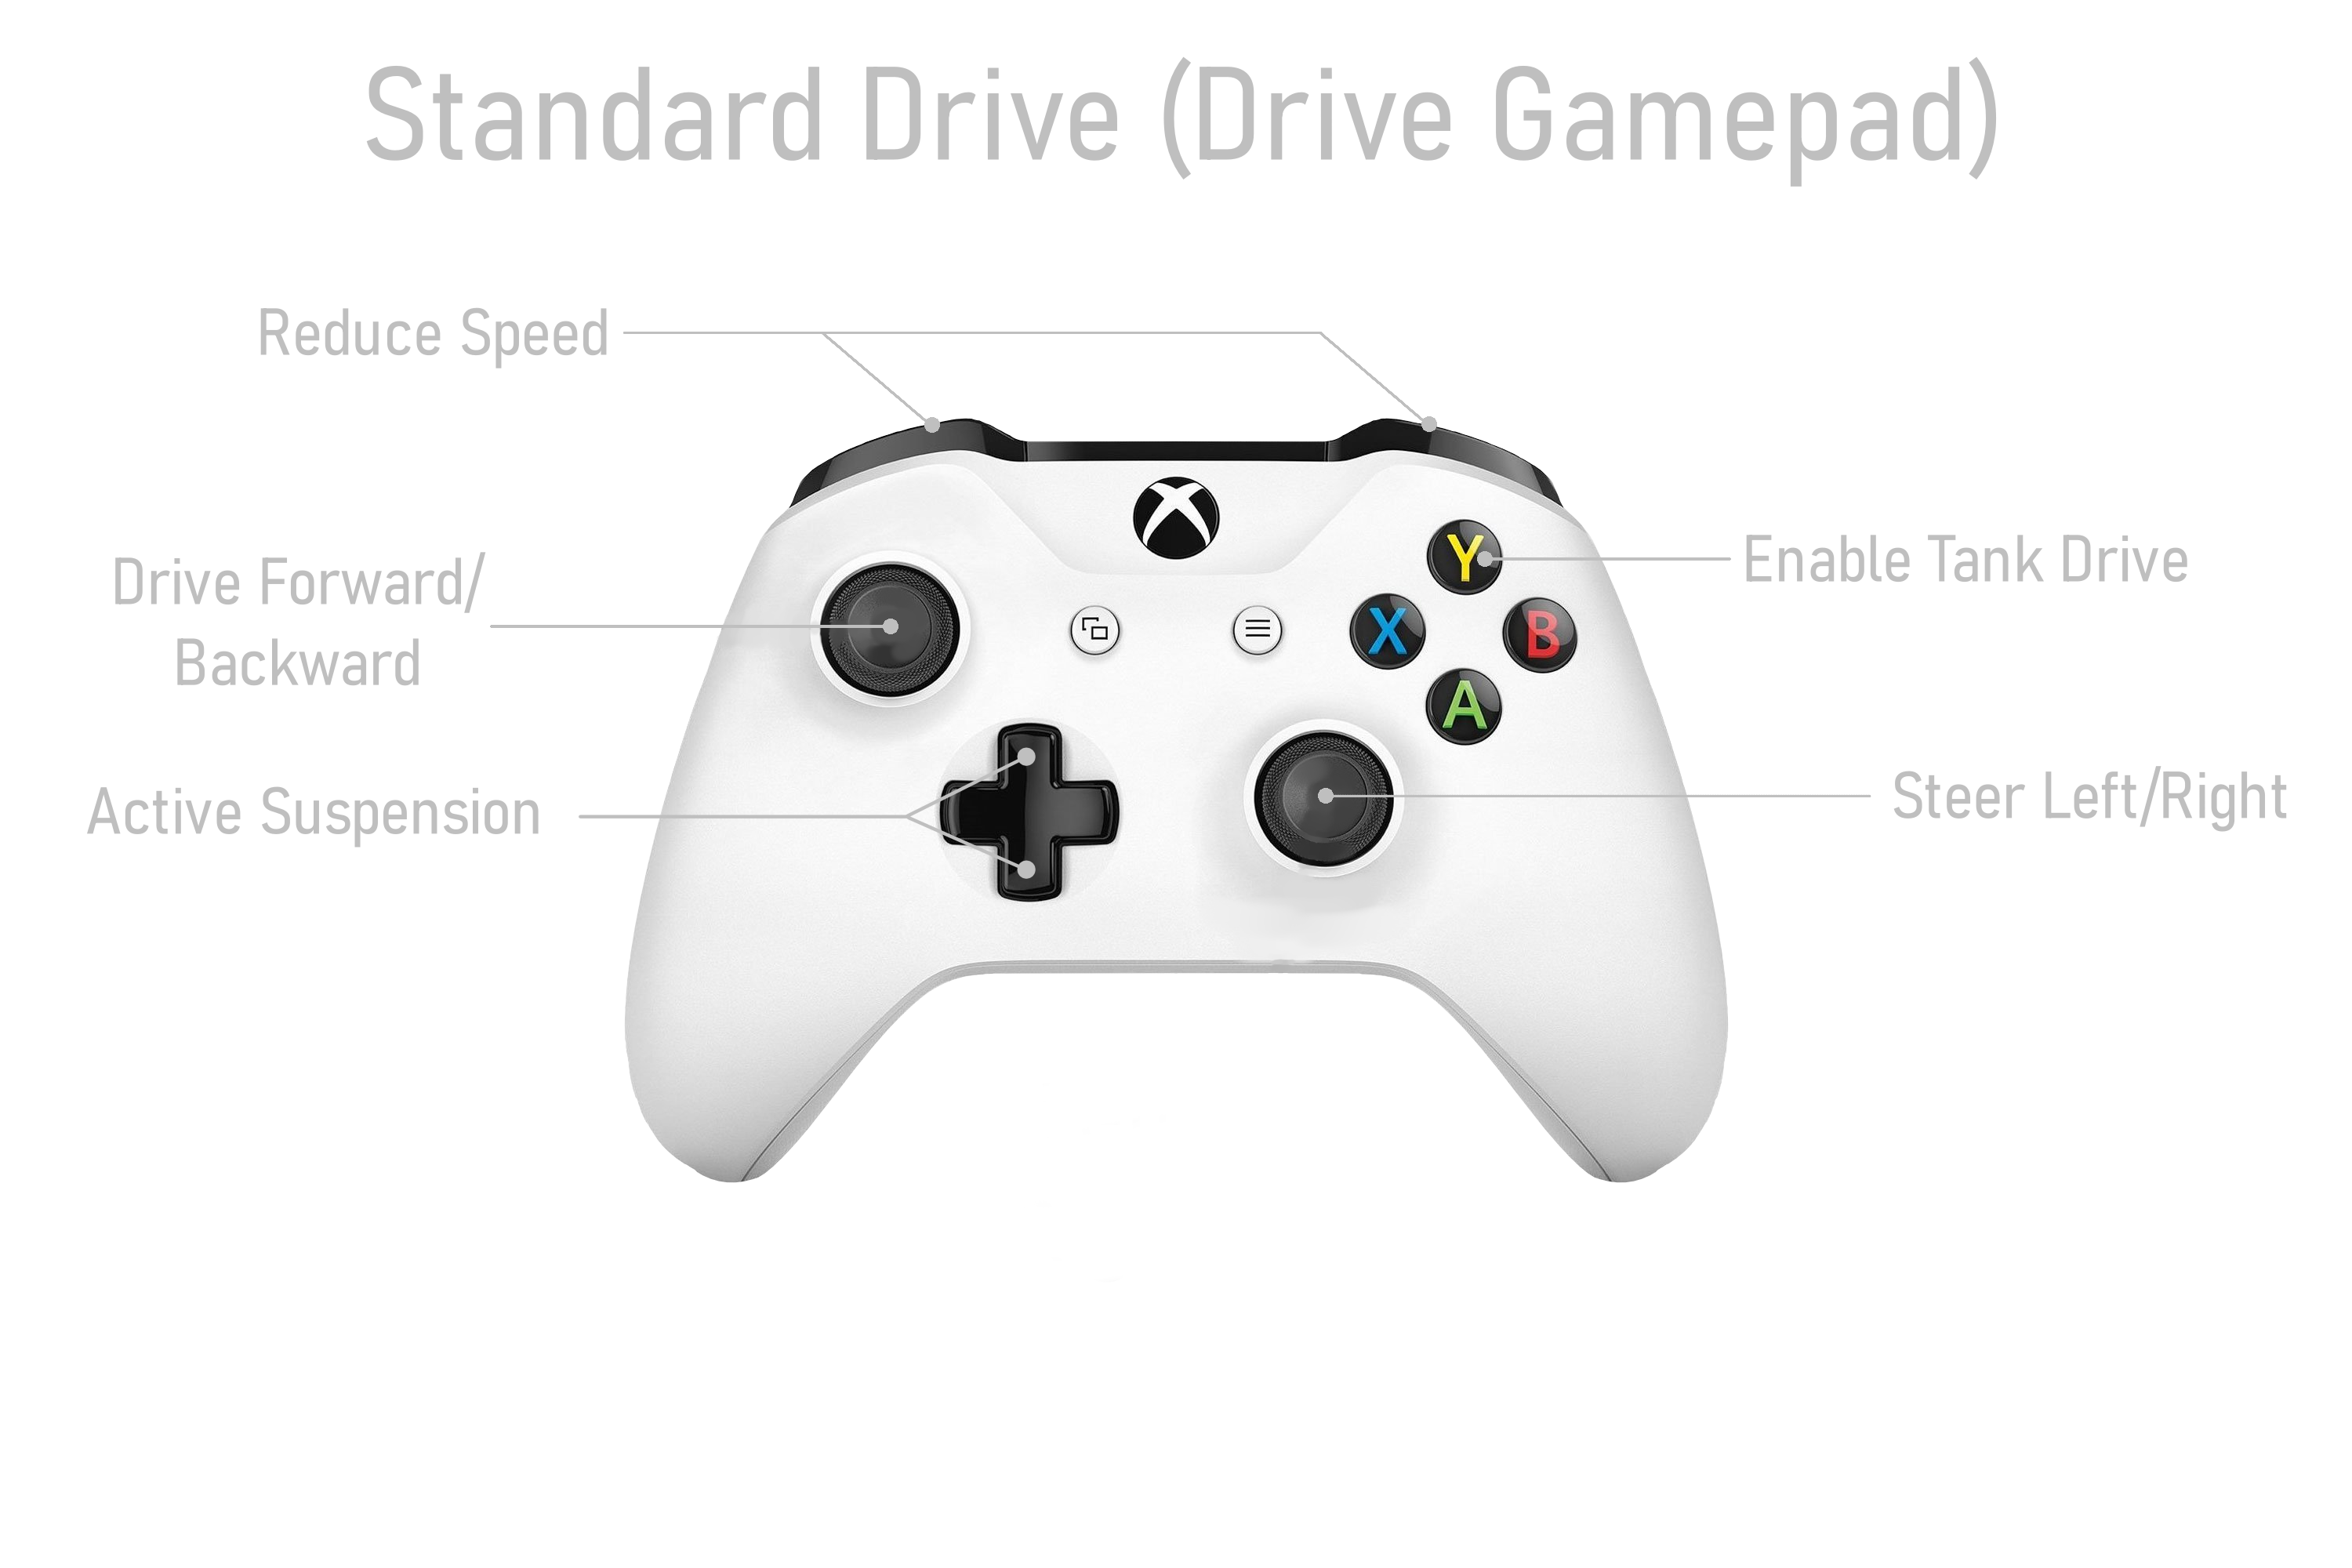 Standard Drive (Drive Gamepad)
Reduce Speed
Drive Forward/
Backward
Enable Tank Drive
Y
X
B
A
Active Suspension
Steer Left/Right